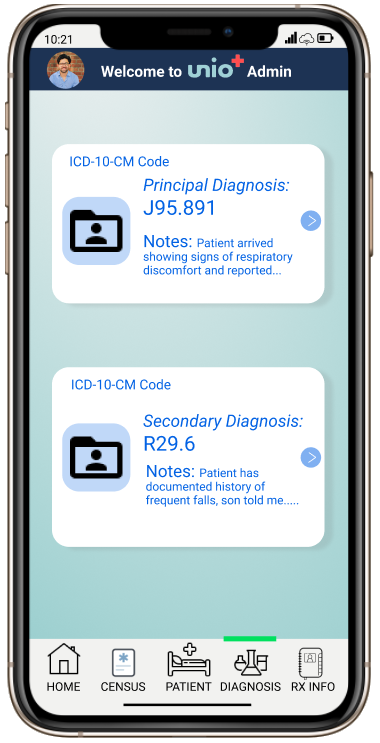 10:21
Welcome to unio Admin
ICD-10-CM Code
Principal Diagnosis:
J95.891
Notes: Patient arrived
showing signs of respiratory
discomfort and reported...
ICD-10-CM Code
Secondary Diagnosis:
R29.6
Notes: Patient has
documented history of
frequent falls, son told me.....
HOME CENSUS PATIENT DIAGNOSIS RX INFO